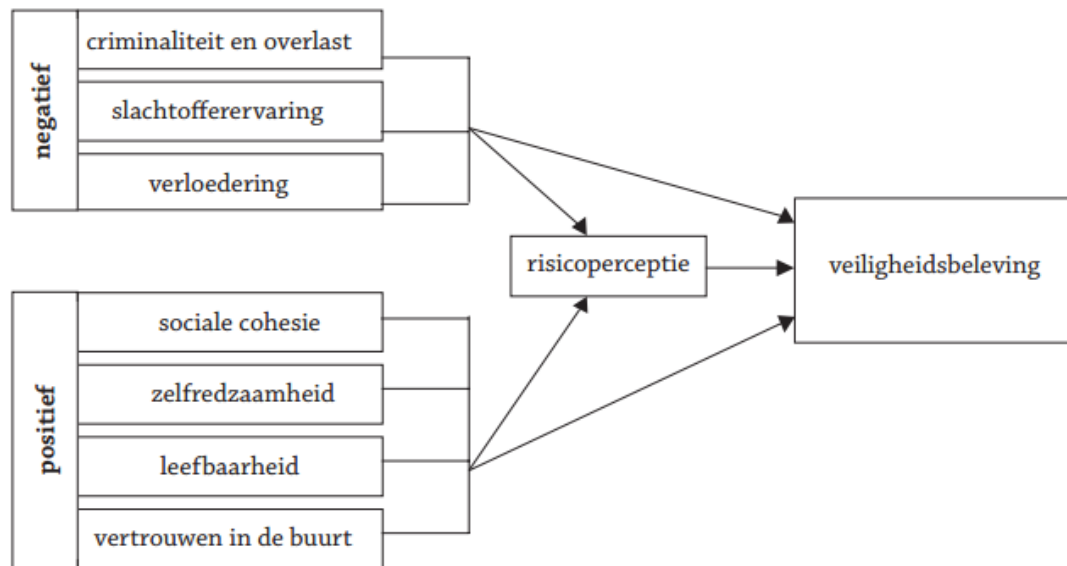 negatief
criminaliteit en overlast
slachtofferervaring
verloedering
risicoperceptie
veiligheidsbeleving
positief
sociale cohesie
zelfredzaamheid
leefbaarheid
vertrouwen in de buurt